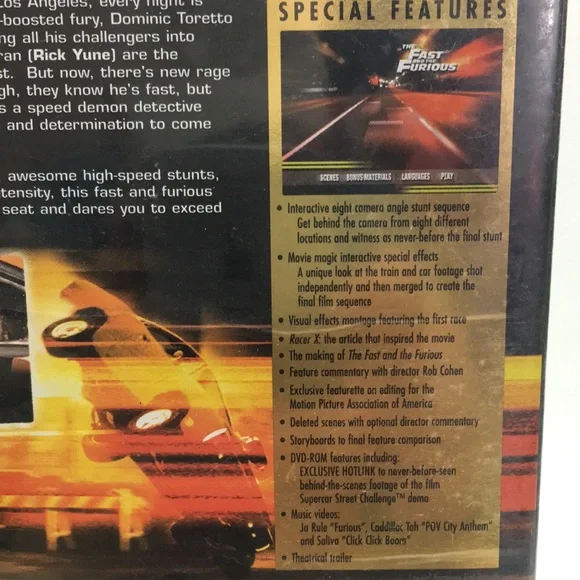 Los Angeles, every night is
-boosted fury, Dominic Toretto
ng all his challengers into
ran (Rick Yune) are the
st. But now, there's new rage
gh, they know he's fast, but
s a speed demon detective
and determination to come
awesome high-speed stunts,
tensity, this fast and furious
seat and dares you to exceed
SPECIAL FEATURES
THE
FAST
AND THE
FURIOUS
SCENES BONUS MATERIALS LANGUAGES PLAY
• Interactive eight camera angle stunt sequence
Get behind the camera from eight different
locations and witness as never-before the final stunt
• Movie magic interactive special effects
A unique look at the train and car footage shot
independently and then merged to create the
final film sequence
• Visual effects montage featuring the first race
• Racer X: the article that inspired the movie
• The making of The Fast and the Furious
• Feature commentary with director Rob Cohen
• Exclusive featurette on editing for the
Motion Picture Association of America
• Deleted scenes with optional director commentary
• Storyboards to final feature comparison
• DVD-ROM features including:
EXCLUSIVE HOTLINK to never-before-seen
behind-the-scenes footage of the film
Supercar Street Challenge™ demo
• Music videos:
Ja Rule "Furious", Caddillac Tah "POV City Anthem"
and Saliva "Click Click Boom"
• Theatrical trailer